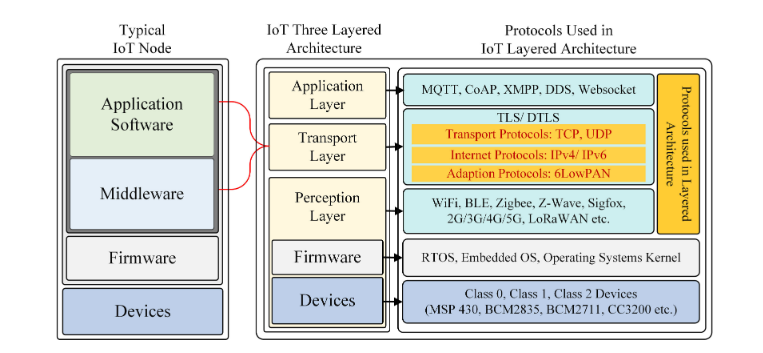 Typical
IoT Node
IoT Three Layered
Architecture
Protocols Used in
IoT Layered Architecture
Application
Software
Middleware
Firmware
Devices
Application
Layer
Transport
Layer
Perception
Layer
Firmware
Devices
MQTT, CoAP, XMPP, DDS, Websocket
TLS/ DTLS
Transport Protocols: TCP, UDP
Internet Protocols: IPv4/ IPv6
Adaption Protocols: 6LowPAN
WiFi, BLE, Zigbee, Z-Wave, Sigfox,
2G/3G/4G/5G, LoRaWAN etc.
RTOS, Embedded OS, Operating Systems Kernel
Class 0, Class 1, Class 2 Devices
(MSP 430, BCM2835, BCM2711, CC3200 etc.)
Protocols used in Layered
Architecture